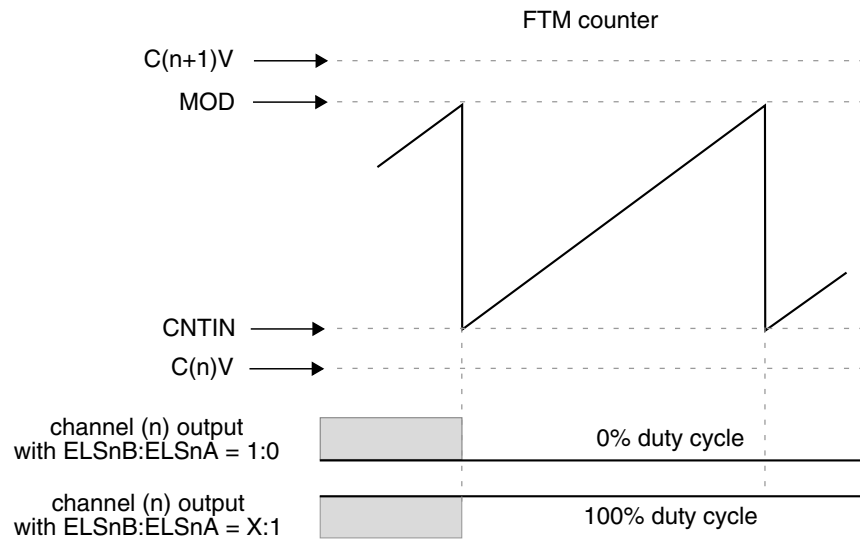 FTM counter
C(n+1)V
MOD
CNTIN
C(n)V
channel (n) output
with ELSnB:ELSnA = 1:0
0% duty cycle
channel (n) output
with ELSnB:ELSnA = X:1
100% duty cycle